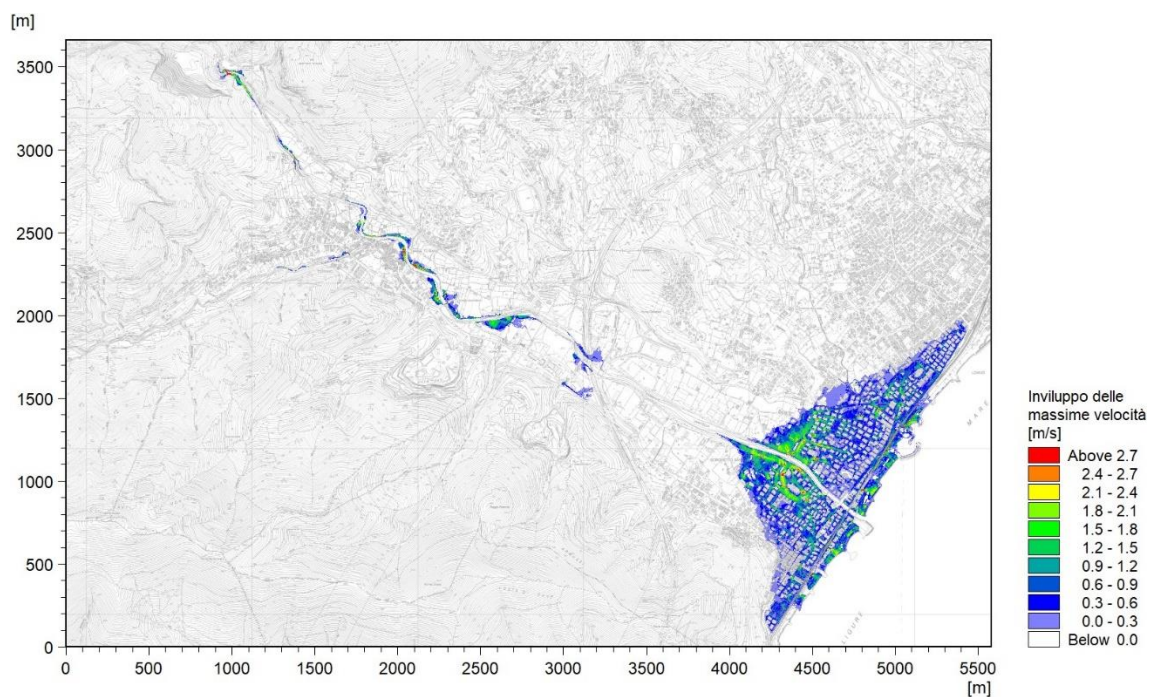 [m]
3500
3000
2500
2000
1500
1000
500
0
0 500 1000 1500 2000 2500 3000 3500 4000 4500 5000 5500
[m]
Inviluppo delle
massime velocità
[m/s]
Above 2.7
2.4 - 2.7
2.1 - 2.4
1.8 - 2.1
1.5 - 1.8
1.2 - 1.5
0.9 - 1.2
0.6 - 0.9
0.3 - 0.6
0.0 - 0.3
Below 0.0
MARE
LIGURE